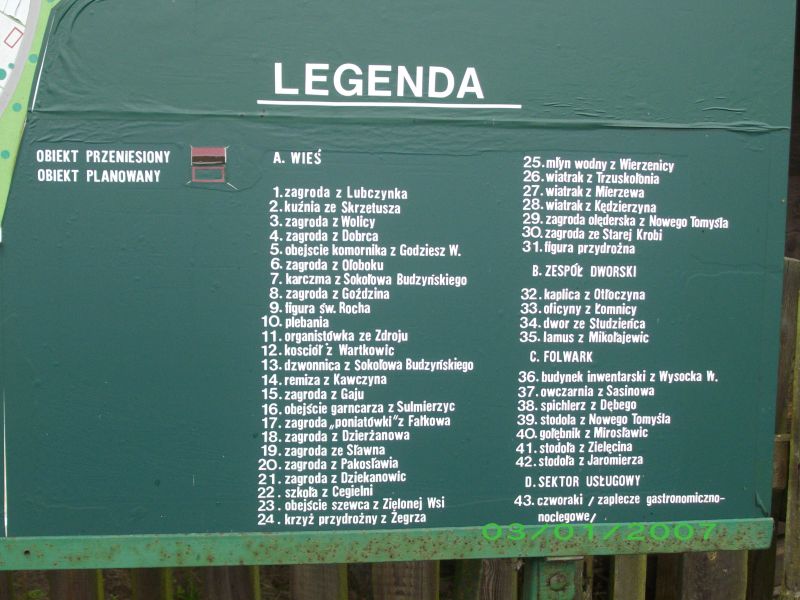 LEGENDA
OBIEKT PRZENIESIONY
OBIEKT PLANOWANY
A. WIEŚ
1. zagroda z Lubczynka
2. kuźnia ze Skrzetusza
3. zagroda z Wolicy
4. zagroda z Dobrca
5. obejście komornika z Godziesz W.
6. zagroda z Ołoboku
7. karczma z Sokołowa Budzyńskiego
8. zagroda z Goździna
9. figura św. Rocha
10. plebania
11. organistówka ze Zdroju
12. kościół z Wartkowic
13. dzwonnica z Sokołowa Budzyńskiego
14. remiza z Kawczyna
15. zagroda z Gaju
16. obejście garncarza z Sulmierzyc
17. zagroda „poniatówki" z Fałkowa
18. zagroda z Dzierżanowa
19. zagroda ze Sławna
20. zagroda z Pakosławia
21. zagroda z Dziekanowic
22. szkoła z Cegielni
23. obejście szewca z Zielonej Wsi
24. krzyż przydrożny z Żegrza
25. młyn wodny z Wierzenicy
26. wiatrak z Trzuskołonia
27. wiatrak z Mierzewa
28. wiatrak z Kędzierzyna
29. zagroda olęderska z Nowego Tomyśla
30. zagroda ze Starej Krobi
31. figura przydrożna
B. ZESPÓŁ DWORSKI
32. kaplica z Otłoczyna
33. oficyny z Łomnicy
34. dwor ze Studzieńca
35. lamus z Mikołajewic
C. FOLWARK
36. budynek inwentarski z Wysocka W.
37. owczarnia z Sasinowa
38. spichlerz z Dębego
39. stodoła z Nowego Tomyśla
40. gołębnik z Mirosławic
41. stodoła z Zielęcina
42. stodoła z Jaromierza
D. SEKTOR USŁUGOWY
43. czworaki /zaplecze gastronomiczno-
noclegowe/
03/01/2007